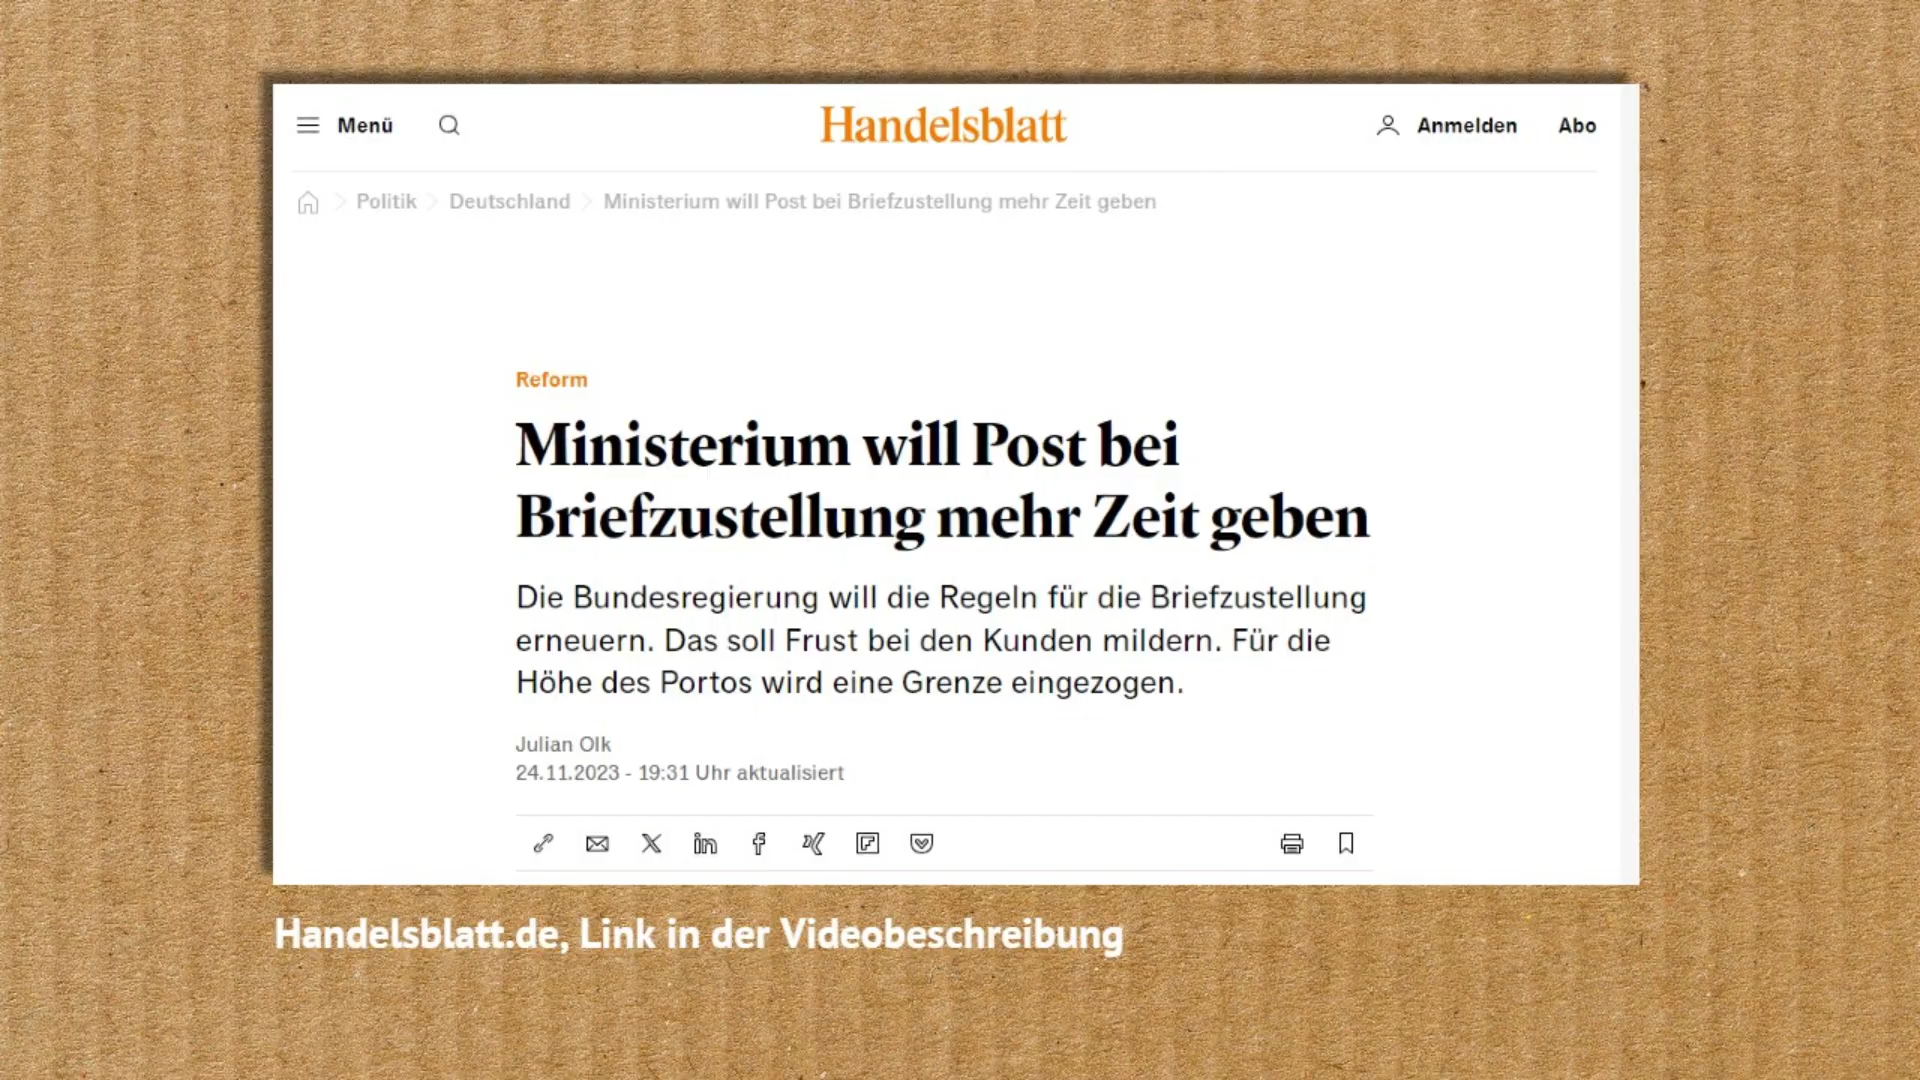 Menü
Handelsblatt
Anmelden
Abo
Politik
Deutschland
Ministerium will Post bei Briefzustellung mehr Zeit geben
Reform
Ministerium will Post bei
Briefzustellung mehr Zeit geben
Die Bundesregierung will die Regeln für die Briefzustellung
erneuern. Das soll Frust bei den Kunden mildern. Für die
Höhe des Portos wird eine Grenze eingezogen.
Julian Olk
24.11.2023 - 19:31 Uhr aktualisiert
Handelsblatt.de, Link in der Videobeschreibung